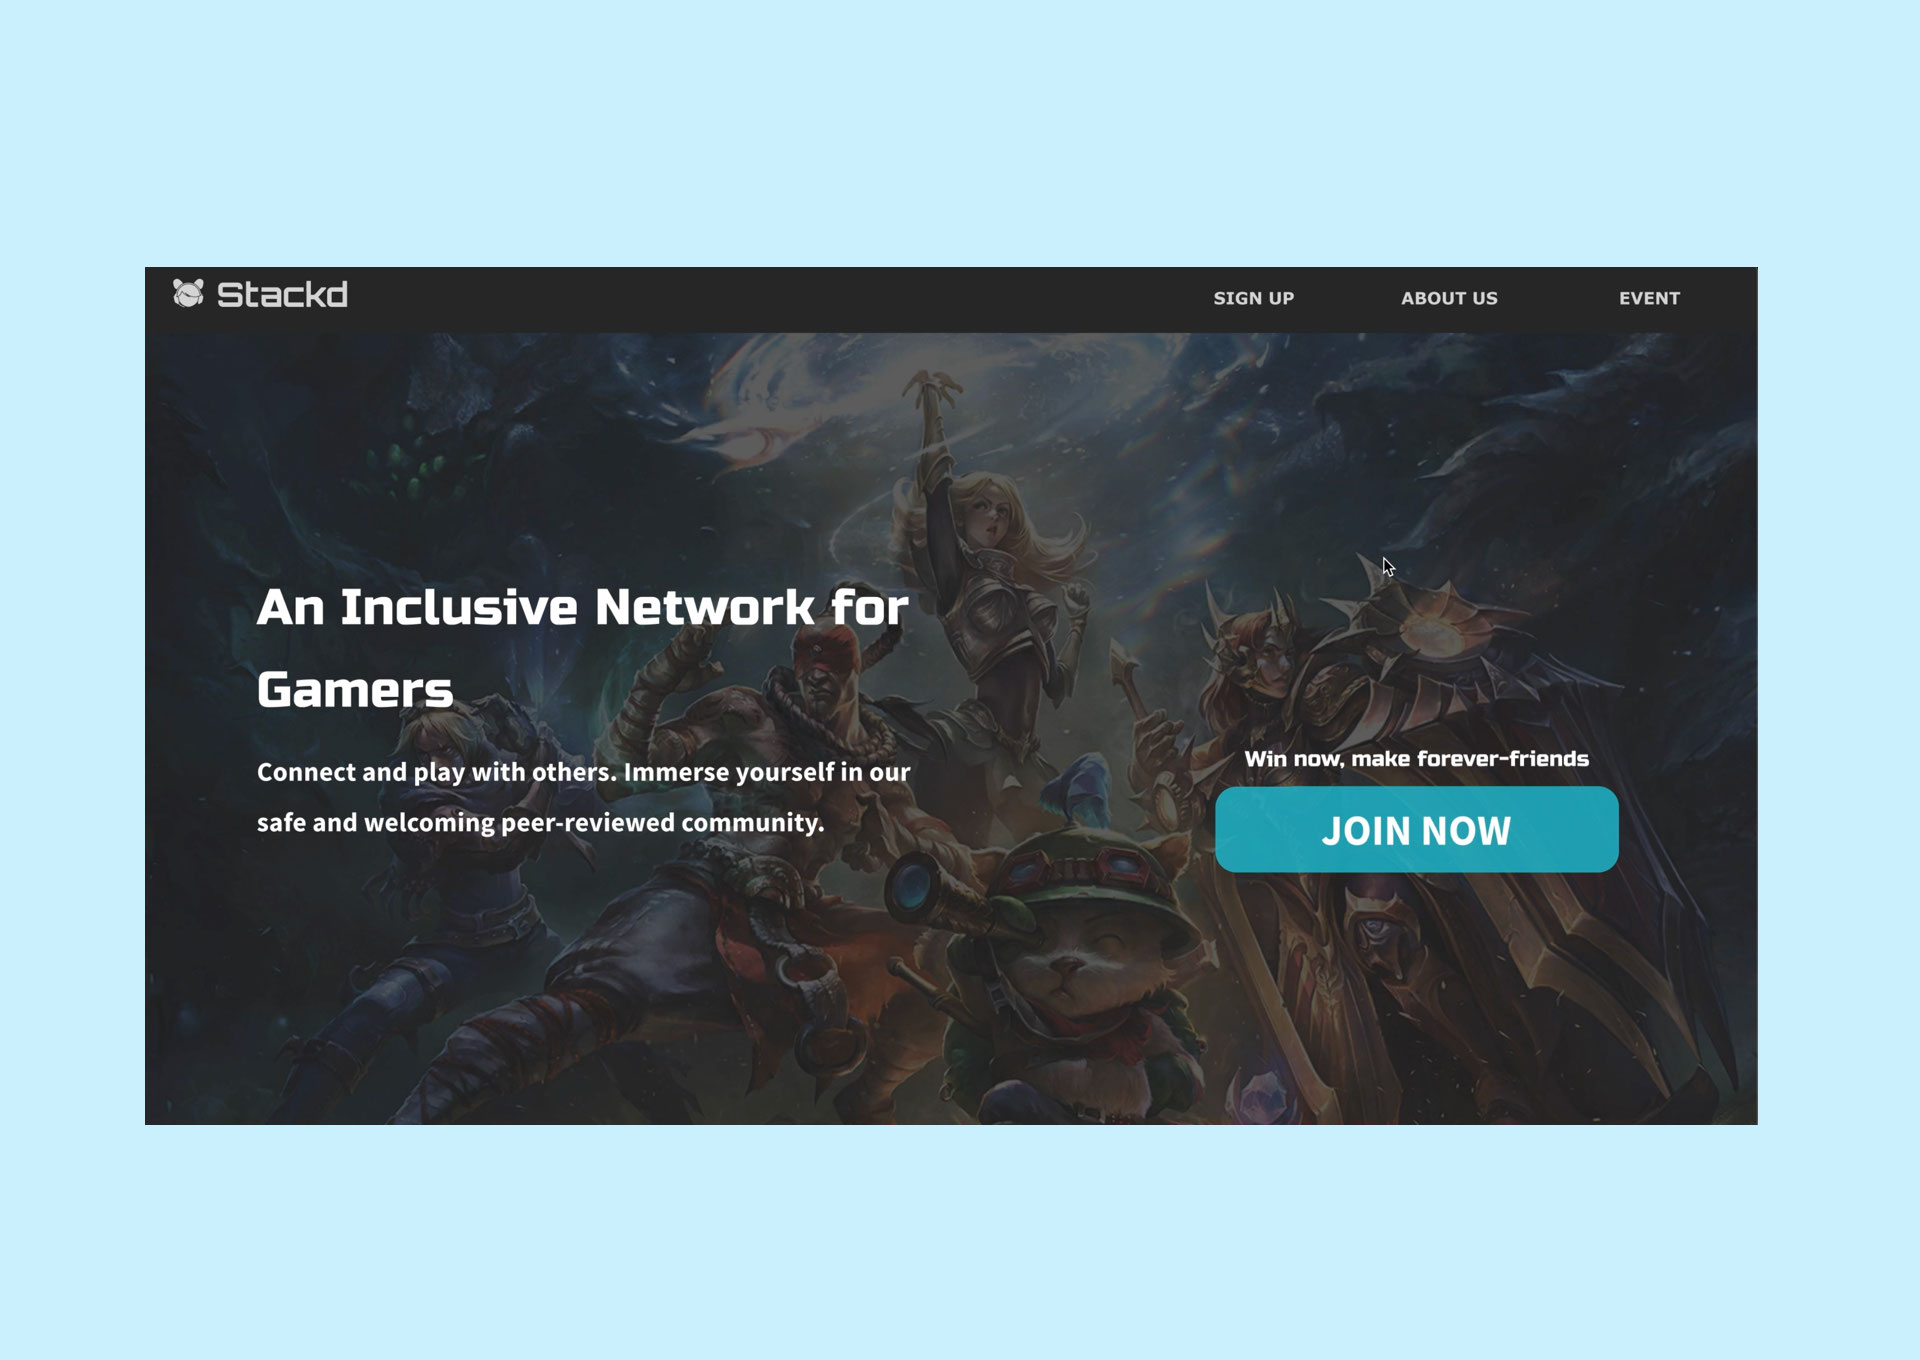 Stackd
SIGN UP
ABOUT US
EVENT
An Inclusive Network for
Gamers
Connect and play with others. Immerse yourself in our
safe and welcoming peer-reviewed community.
Win now, make forever-friends
JOIN NOW